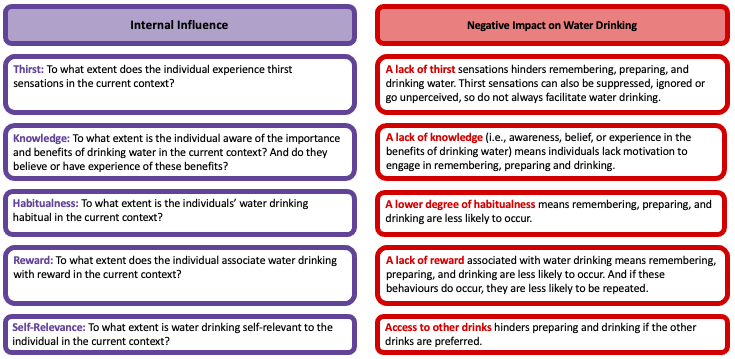 Internal Influence
Negative Impact on Water Drinking
Thirst: To what extent does the individual experience thirst
sensations in the current context?
A lack of thirst sensations hinders remembering, preparing, and
drinking water. Thirst sensations can also be suppressed, ignored or
go unperceived, so do not always facilitate water drinking.
Knowledge: To what extent is the individual aware of the importance
and benefits of drinking water in the current context? And do they
believe or have experience of these benefits?
A lack of knowledge (i.e., awareness, belief, or experience in the
benefits of drinking water) means individuals lack motivation to
engage in remembering, preparing and drinking.
Habitualness: To what extent is the individuals’ water drinking
habitual in the current context?
A lower degree of habitualness means remembering, preparing, and
drinking are less likely to occur.
Reward: To what extent does the individual associate water drinking
with reward in the current context?
A lack of reward associated with water drinking means remembering,
preparing, and drinking are less likely to occur. And if these
behaviours do occur, they are less likely to be repeated.
Self-Relevance: To what extent is water drinking self-relevant to the
individual in the current context?
Access to other drinks hinders preparing and drinking if the other
drinks are preferred.